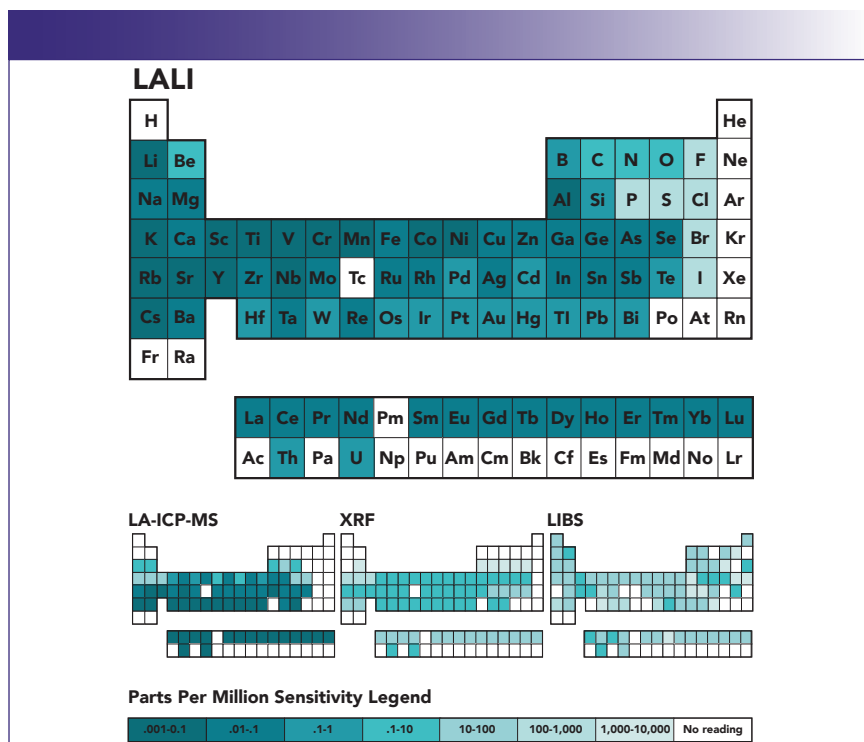 LALI
H He
Li Be B C N O F Ne
Na Mg Al Si P S Cl Ar
K Ca Sc Ti V Cr Mn Fe Co Ni Cu Zn Ga Ge As Se Br Kr
Rb Sr Y Zr Nb Mo Tc Ru Rh Pd Ag Cd In Sn Sb Te I Xe
Cs Ba Hf Ta W Re Os Ir Pt Au Hg TI Pb Bi Po At Rn
Fr Ra
La Ce Pr Nd Pm Sm Eu Gd Tb Dy Ho Er Tm Yb Lu
Ac Th Pa U Np Pu Am Cm Bk Cf Es Fm Md No Lr
LA-ICP-MS XRF LIBS
Parts Per Million Sensitivity Legend
.001-0.1 .01-.1 .1-1 .1-10 10-100 100-1,000 1,000-10,000 No reading